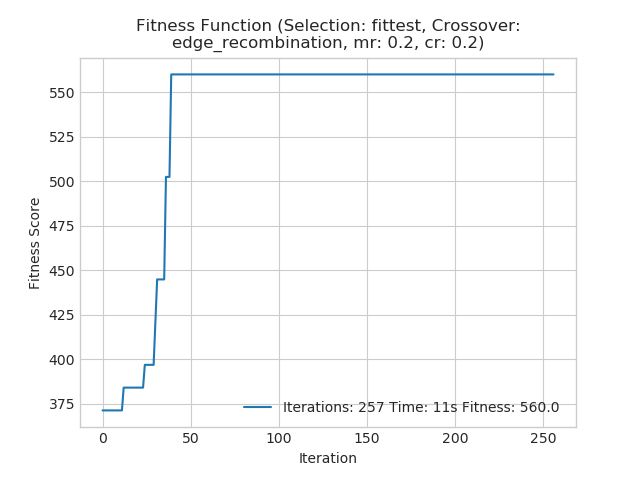 Fitness Function (Selection: fittest, Crossover:
edge_recombination, mr: 0.2, cr: 0.2)
550
525
500
475
450
425
400
375
Fitness Score
Iterations: 257 Time: 11s Fitness: 560.0
0 50 100 150 200 250
Iteration